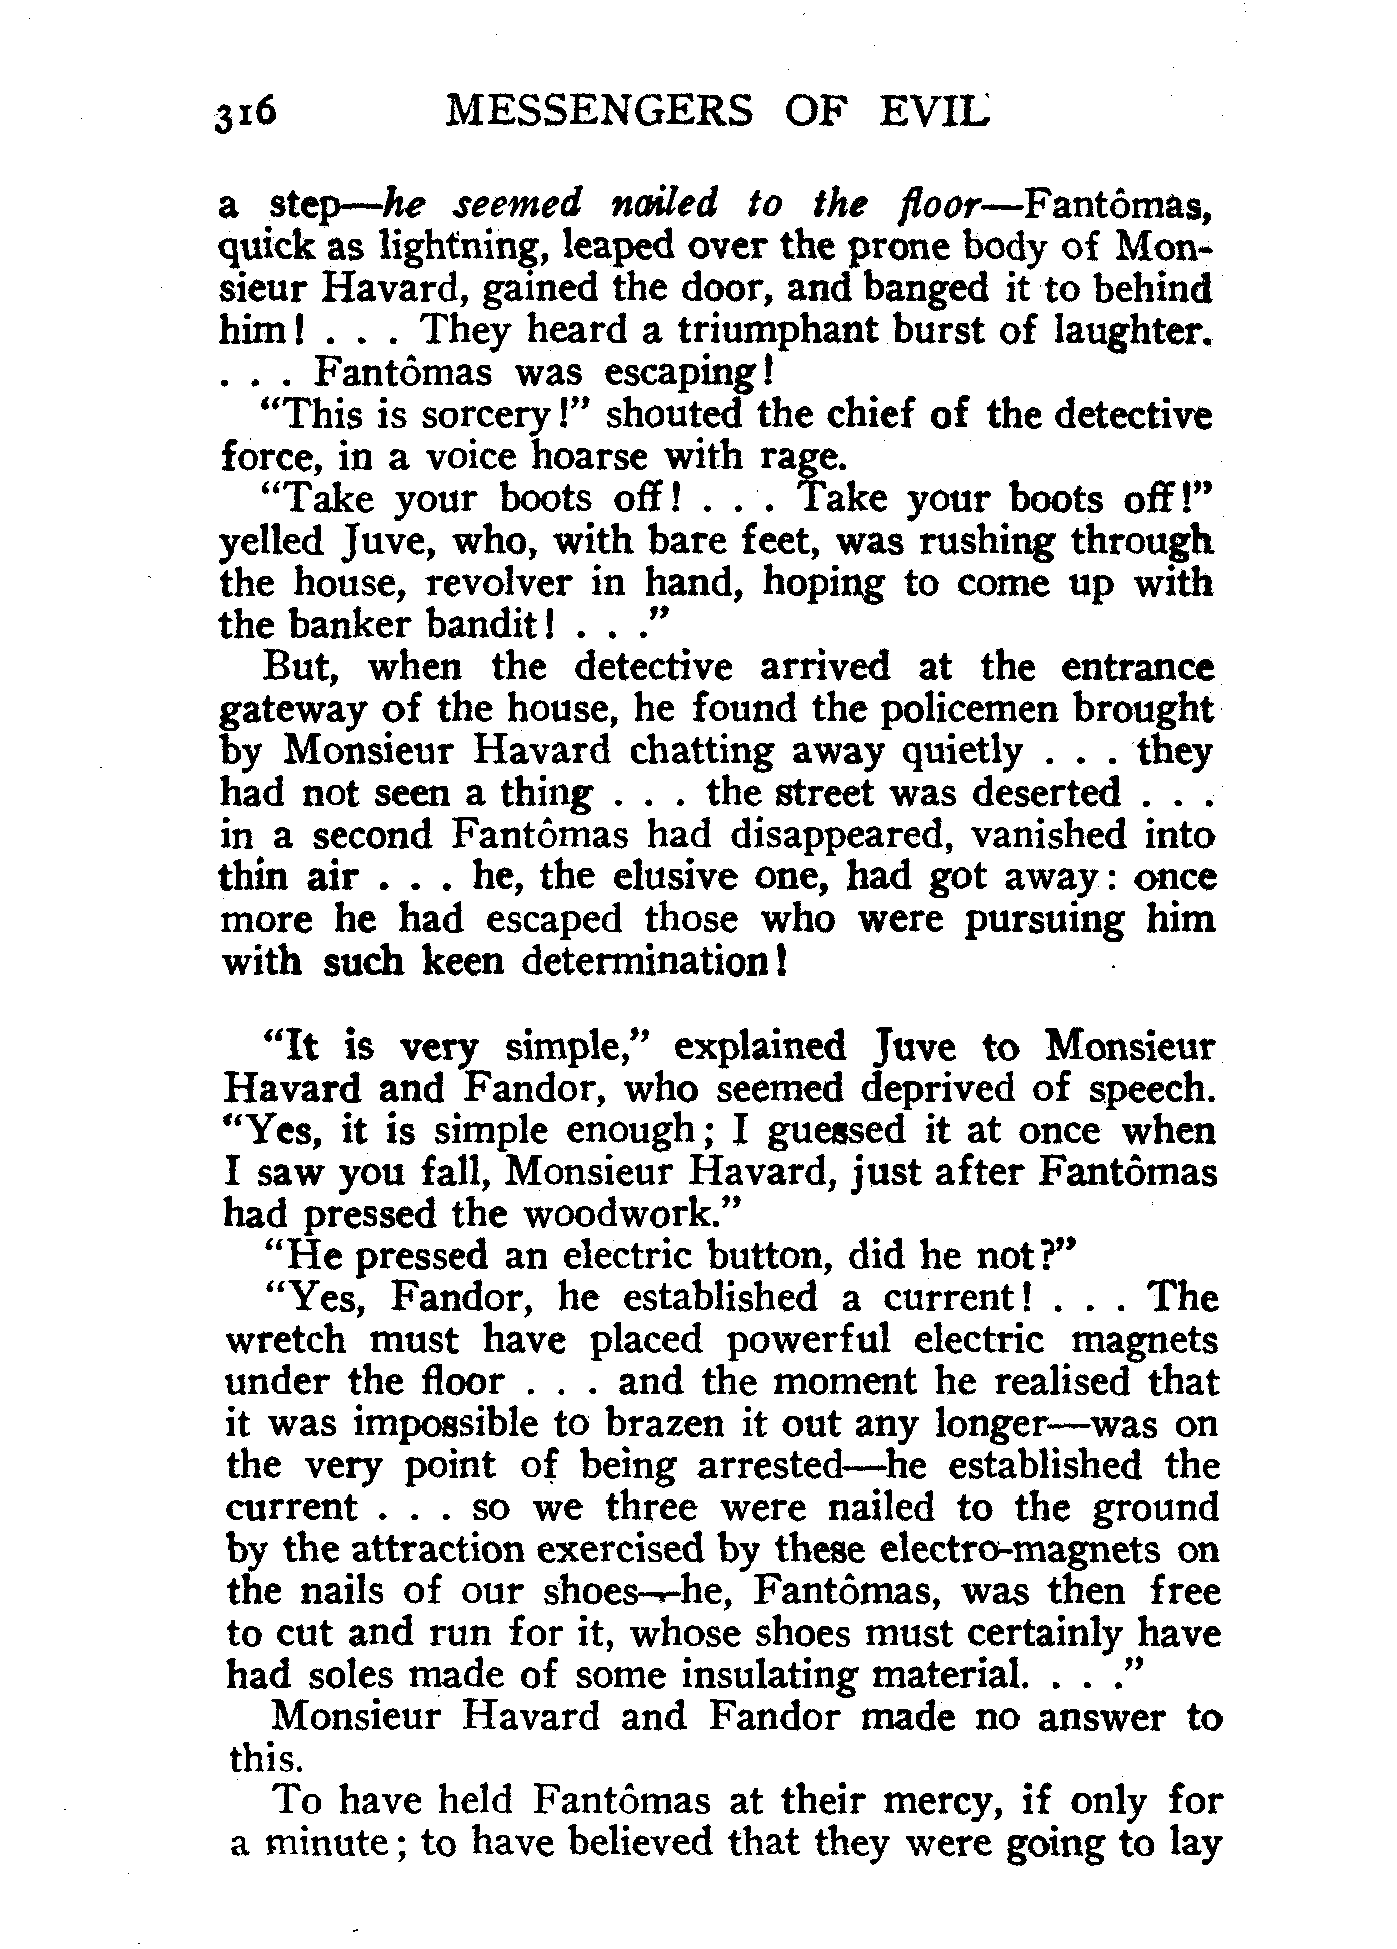 316 MESSENGERS OF EVIL
a step—he seemed nailed to the floor—Fantômas,
quick as lightning, leaped over the prone body of Mon-
sieur Havard, gained the door, and banged it to behind
him! . . . They heard a triumphant burst of laughter.
. . . Fantômas was escaping!
"This is sorcery!" shouted the chief of the detective
force, in a voice hoarse with rage.
"Take your boots off! . . . Take your boots off!"
yelled Juve, who, with bare feet, was rushing through
the house, revolver in hand, hoping to come up with
the banker bandit! . . ."
But, when the detective arrived at the entrance
gateway of the house, he found the policemen brought
by Monsieur Havard chatting away quietly . . . they
had not seen a thing . . . the street was deserted . . .
in a second Fantômas had disappeared, vanished into
thin air . . . he, the elusive one, had got away: once
more he had escaped those who were pursuing him
with such keen determination!
"It is very simple," explained Juve to Monsieur
Havard and Fandor, who seemed deprived of speech.
"Yes, it is simple enough; I guessed it at once when
I saw you fall, Monsieur Havard, just after Fantômas
had pressed the woodwork."
"He pressed an electric button, did he not?"
"Yes, Fandor, he established a current! . . . The
wretch must have placed powerful electric magnets
under the floor . . . and the moment he realised that
it was impossible to brazen it out any longer—was on
the very point of being arrested—he established the
current . . . so we three were nailed to the ground
by the attraction exercised by these electro-magnets on
the nails of our shoes—he, Fantômas, was then free
to cut and run for it, whose shoes must certainly have
had soles made of some insulating material. . . ."
Monsieur Havard and Fandor made no answer to
this.
To have held Fantômas at their mercy, if only for
a minute; to have believed that they were going to lay